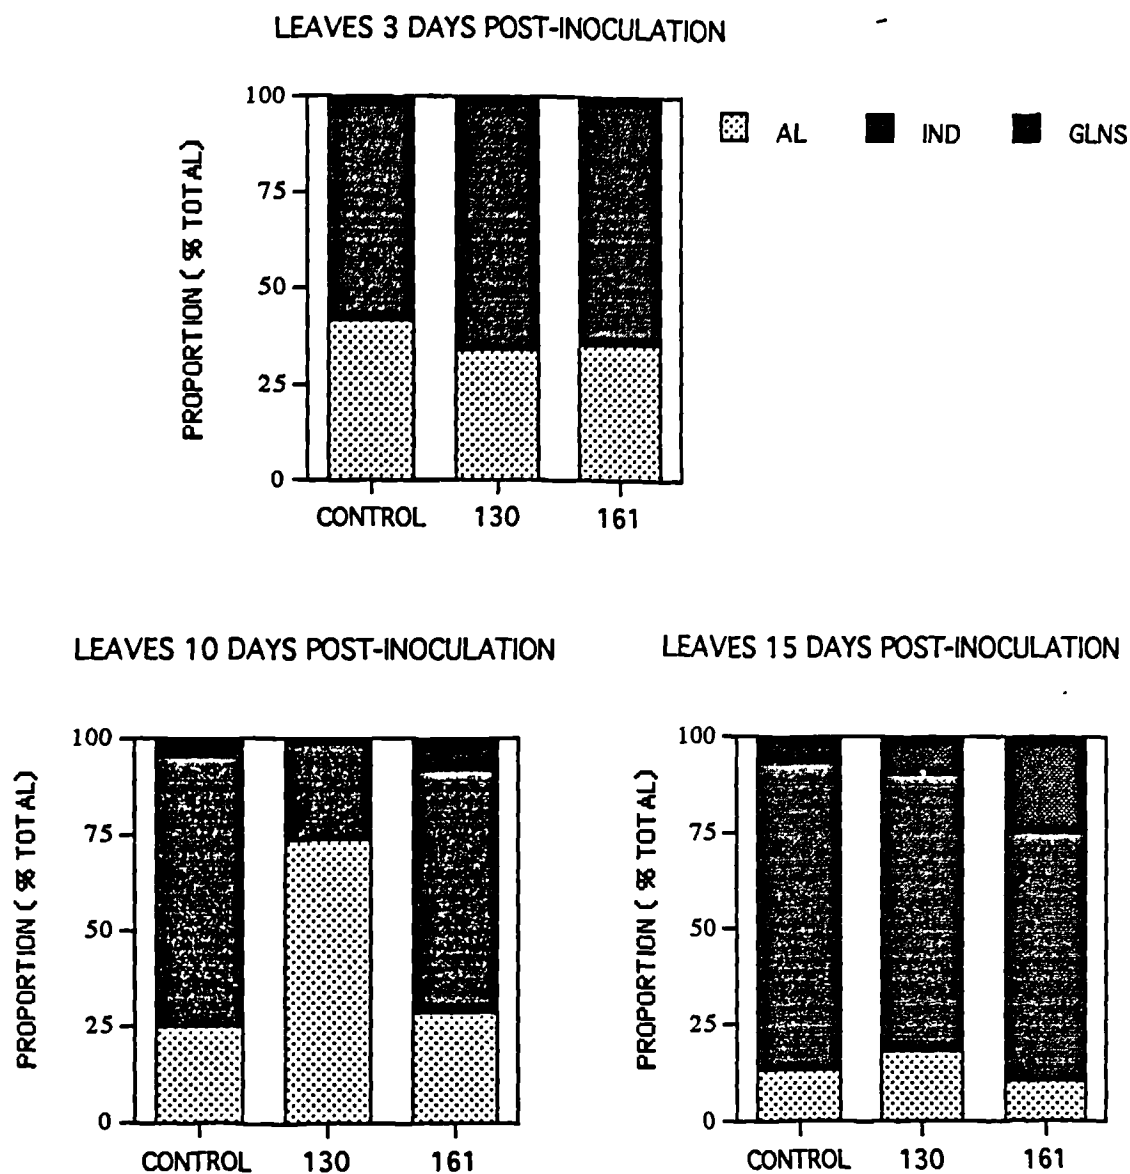 LEAVES 3 DAYS POST-INOCULATION
PROPORTION ( % TOTAL)
100
75
50
25
0
CONTROL 130 161
AL IND GLNS
LEAVES 10 DAYS POST-INOCULATION
PROPORTION ( % TOTAL)
100
75
50
25
0
CONTROL 130 161
LEAVES 15 DAYS POST-INOCULATION
PROPORTION ( % TOTAL)
100
75
50
25
0
CONTROL 130 161